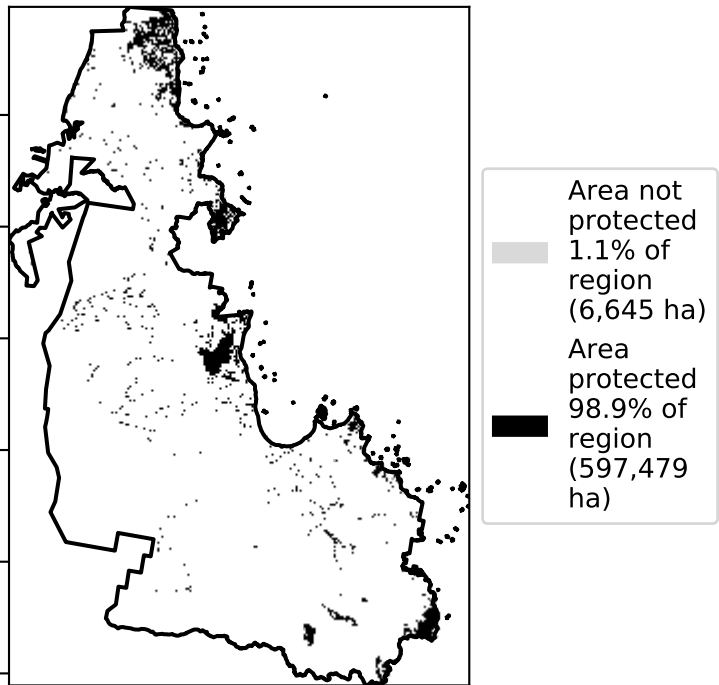 Area not
protected
1.1% of
region
(6,645 ha)
Area
protected
98.9% of
region
(597,479
ha)